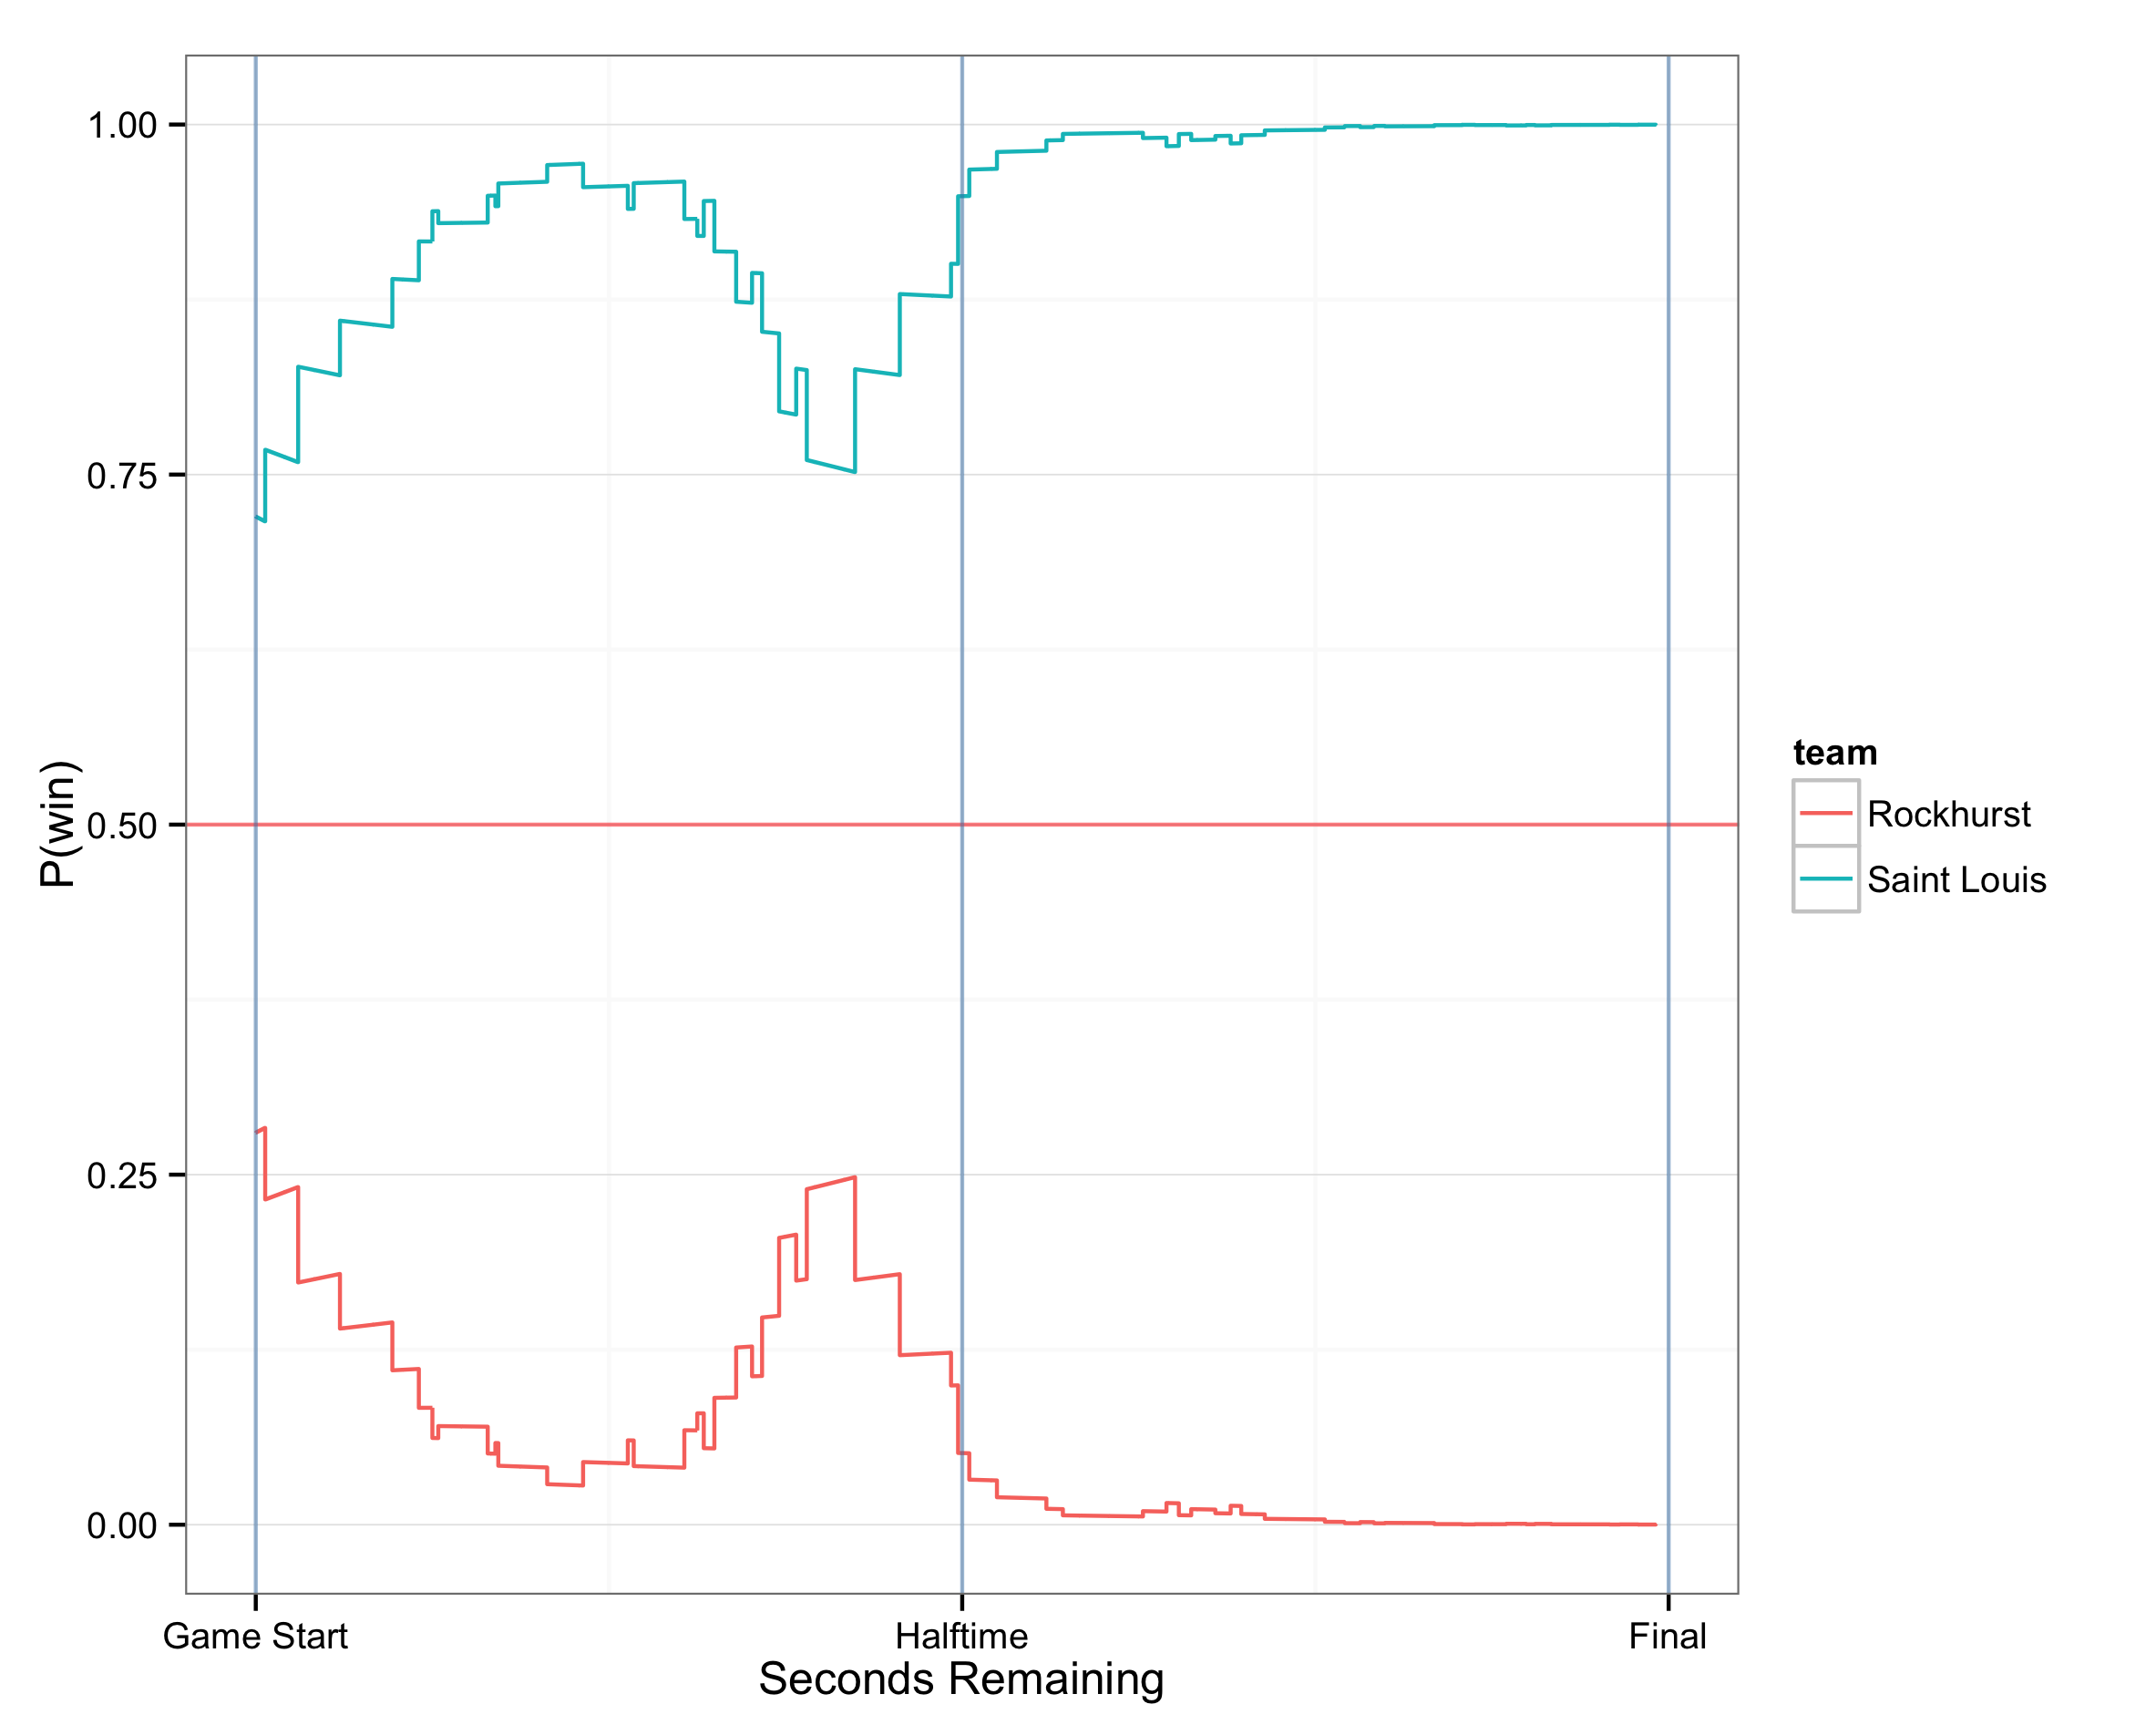 1.00
0.75
0.50
0.25
0.00
P(win)
Game Start
Halftime
Final
Seconds Remaining
team
Rockhurst
Saint Louis